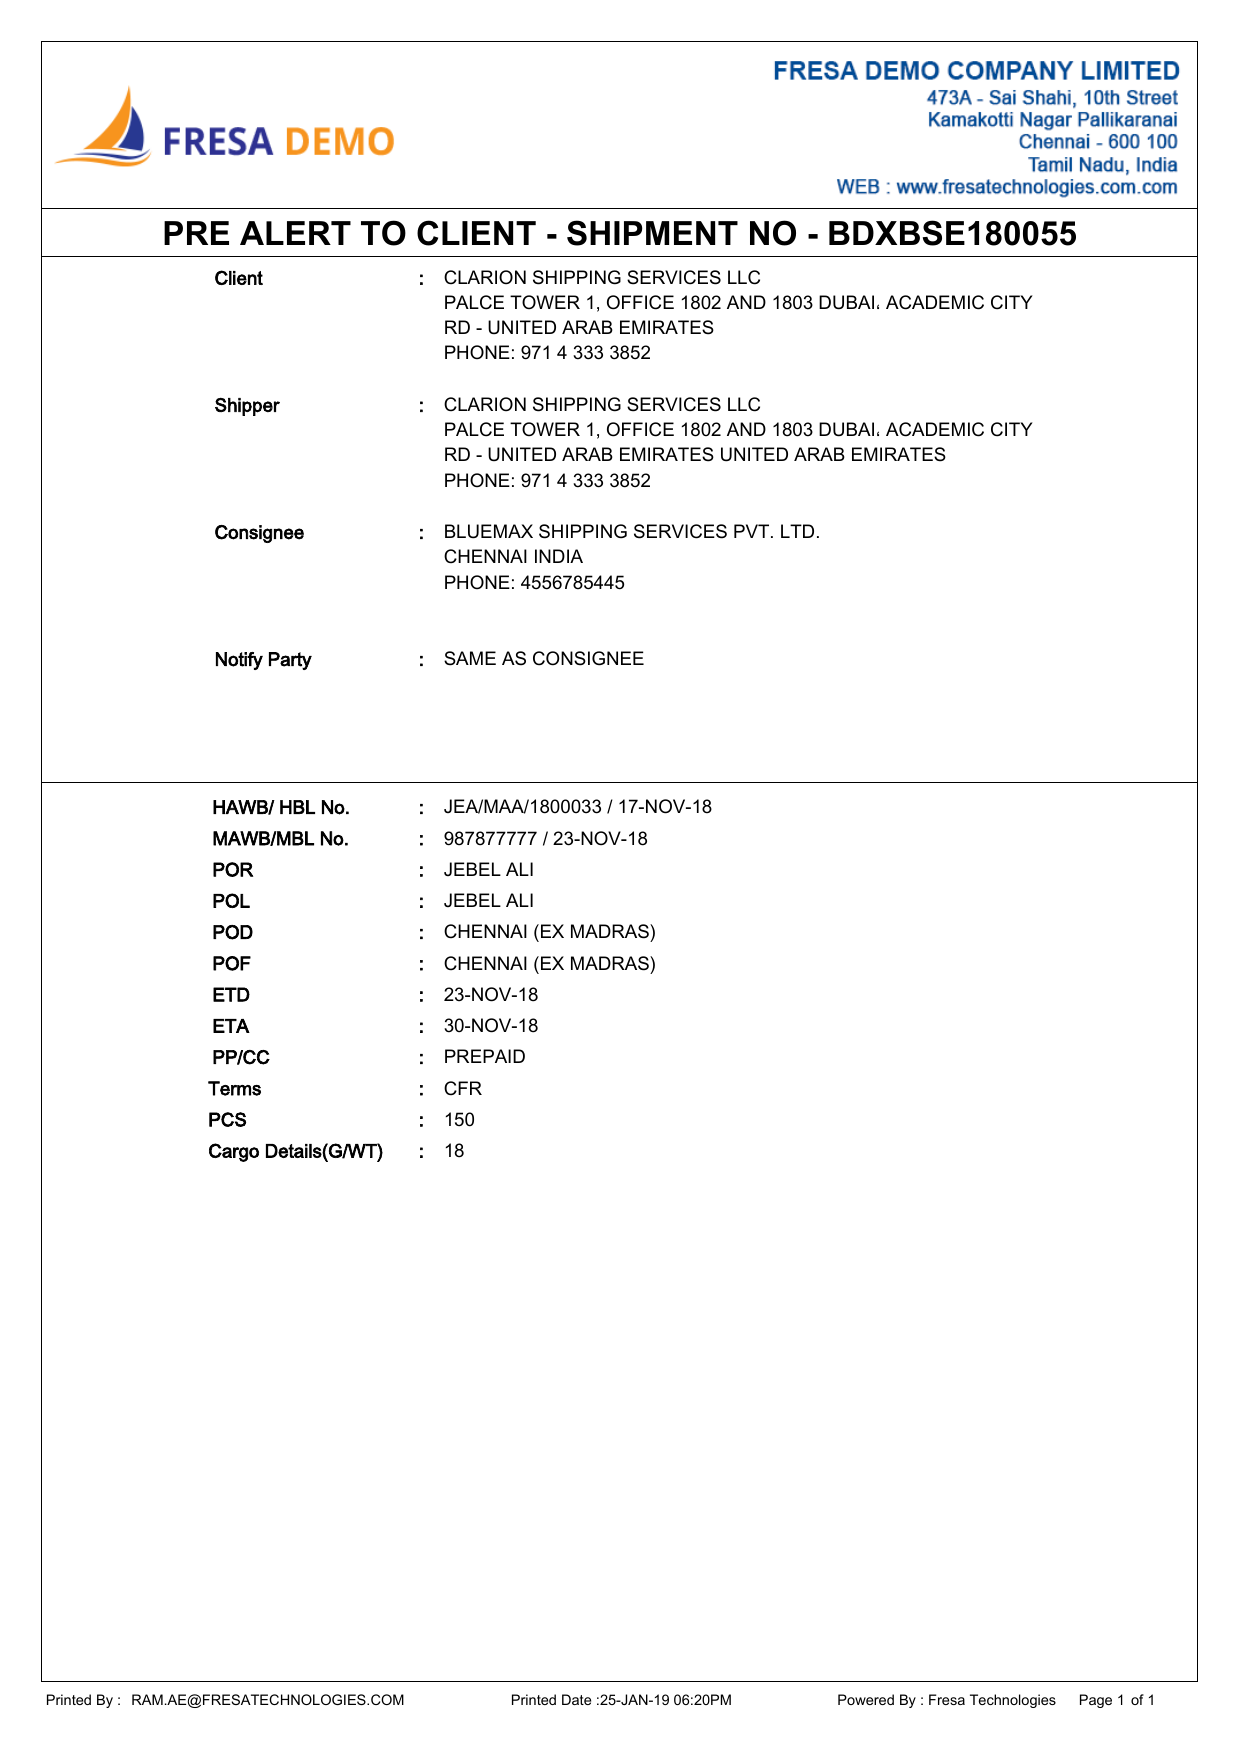 FRESA DEMO
FRESA DEMO COMPANY LIMITED
473A - Sai Shahi, 10th Street
Kamakotti Nagar Pallikaranai
Chennai - 600 100
Tamil Nadu, India
WEB : www.fresatechnologies.com.com
PRE ALERT TO CLIENT - SHIPMENT NO - BDXBSE180055
Client : CLARION SHIPPING SERVICES LLC
PALCE TOWER 1, OFFICE 1802 AND 1803 DUBAI، ACADEMIC CITY
RD - UNITED ARAB EMIRATES
PHONE: 971 4 333 3852
Shipper : CLARION SHIPPING SERVICES LLC
PALCE TOWER 1, OFFICE 1802 AND 1803 DUBAI، ACADEMIC CITY
RD - UNITED ARAB EMIRATES UNITED ARAB EMIRATES
PHONE: 971 4 333 3852
Consignee : BLUEMAX SHIPPING SERVICES PVT. LTD.
CHENNAI INDIA
PHONE: 4556785445
Notify Party : SAME AS CONSIGNEE
HAWB/ HBL No. : JEA/MAA/1800033 / 17-NOV-18
MAWB/MBL No. : 987877777 / 23-NOV-18
POR : JEBEL ALI
POL : JEBEL ALI
POD : CHENNAI (EX MADRAS)
POF : CHENNAI (EX MADRAS)
ETD : 23-NOV-18
ETA : 30-NOV-18
PP/CC : PREPAID
Terms : CFR
PCS : 150
Cargo Details(G/WT) : 18
Printed By : RAM.AE@FRESATECHNOLOGIES.COM Printed Date :25-JAN-19 06:20PM Powered By : Fresa Technologies Page 1 of 1